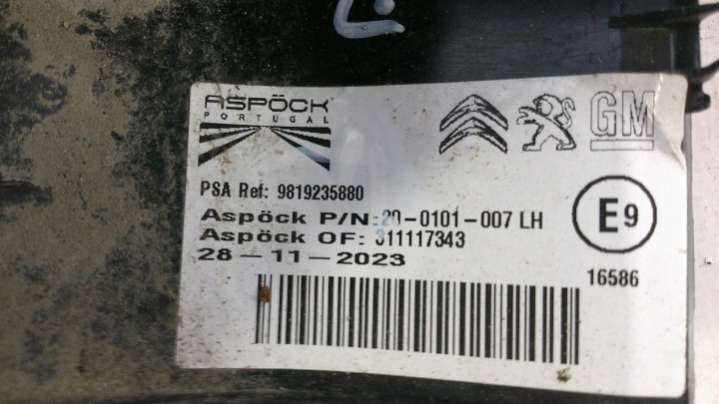 ASPÖCK
PORTUGAL
GM
PSA Ref: 9819235880
Aspöck P/N: 20-0101-007 LH
Aspöck OF: 311117343
28-11-2023
E9
16586